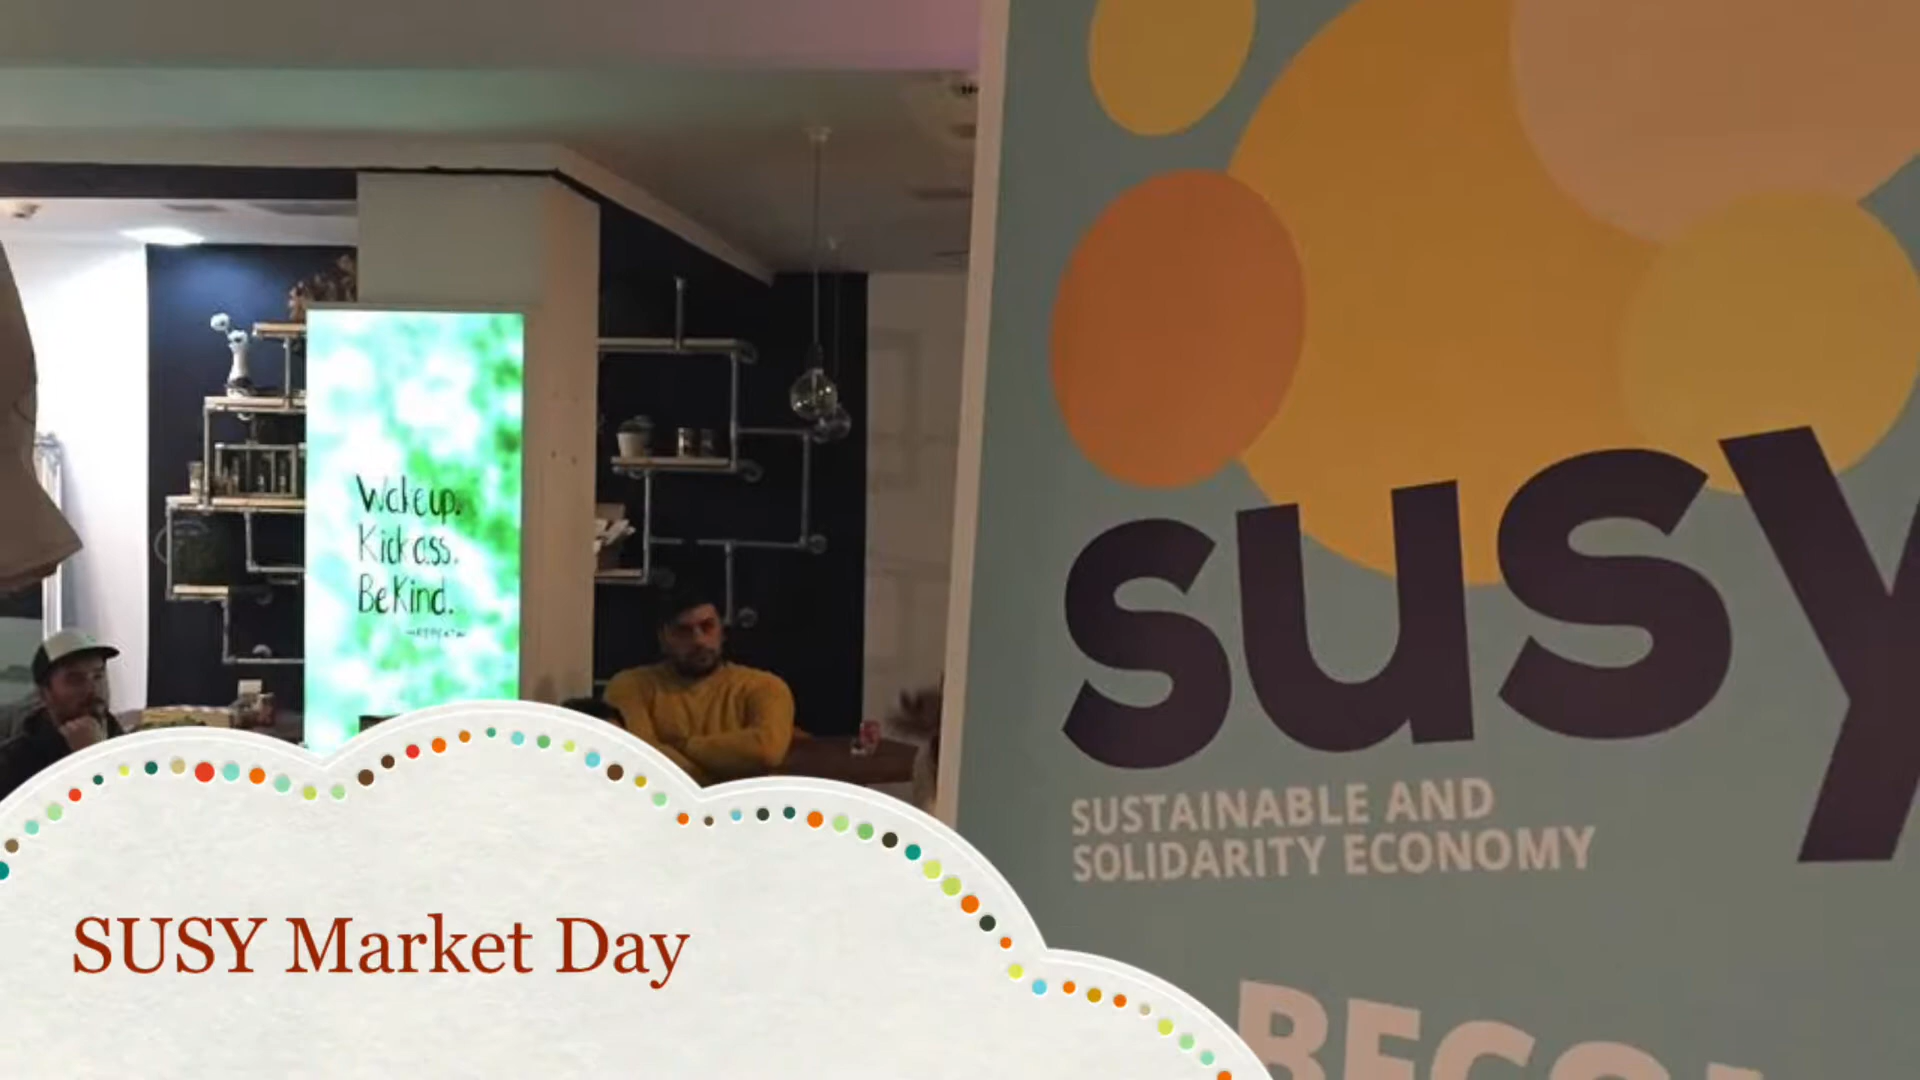 Wake up.
Kick ass.
Be Kind.
susy
SUSTAINABLE AND
SOLIDARITY ECONOMY
SUSY Market Day